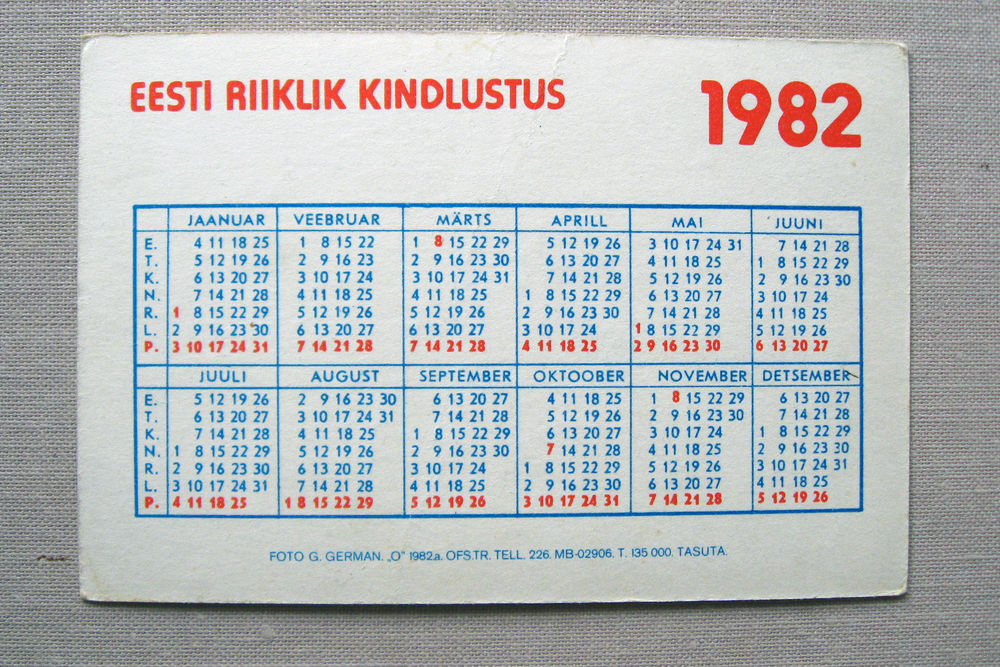 EESTI RIIKLIK KINDLUSTUS 1982
JAANUAR VEEBRUAR MÄRTS APRILL MAI JUUNI
E. 4 11 18 25 1 8 15 22 1 8 15 22 29 5 12 19 26 3 10 17 24 31 7 14 21 28
T. 5 12 19 26 2 9 16 23 2 9 16 23 30 6 13 20 27 4 11 18 25 1 8 15 22 29
K. 6 13 20 27 3 10 17 24 3 10 17 24 31 7 14 21 28 5 12 19 26 2 9 16 23 30
N. 7 14 21 28 4 11 18 25 4 11 18 25 1 8 15 22 29 6 13 20 27 3 10 17 24
R. 1 8 15 22 29 5 12 19 26 5 12 19 26 2 9 16 23 30 7 14 21 28 4 11 18 25
L. 2 9 16 23 30 6 13 20 27 6 13 20 27 3 10 17 24 1 8 15 22 29 5 12 19 26
P. 3 10 17 24 31 7 14 21 28 7 14 21 28 4 11 18 25 2 9 16 23 30 6 13 20 27
JUULI AUGUST SEPTEMBER OKTOOBER NOVEMBER DETSEMBER
E. 5 12 19 26 2 9 16 23 30 6 13 20 27 4 11 18 25 1 8 15 22 29 6 13 20 27
T. 6 13 20 27 3 10 17 24 31 7 14 21 28 5 12 19 26 2 9 16 23 30 7 14 21 28
K. 7 14 21 28 4 11 18 25 1 8 15 22 29 6 13 20 27 3 10 17 24 1 8 15 22 29
N. 1 8 15 22 29 5 12 19 26 2 9 16 23 30 7 14 21 28 4 11 18 25 2 9 16 23 30
R. 2 9 16 23 30 6 13 20 27 3 10 17 24 1 8 15 22 29 5 12 19 26 3 10 17 24 31
L. 3 10 17 24 31 7 14 21 28 4 11 18 25 2 9 16 23 30 6 13 20 27 4 11 18 25
P. 4 11 18 25 1 8 15 22 29 5 12 19 26 3 10 17 24 31 7 14 21 28 5 12 19 26
FOTO G. GERMAN. „O" 1982.a. OFS.TR. TELL. 226. MB-02906. T. 135 000. TASUTA.